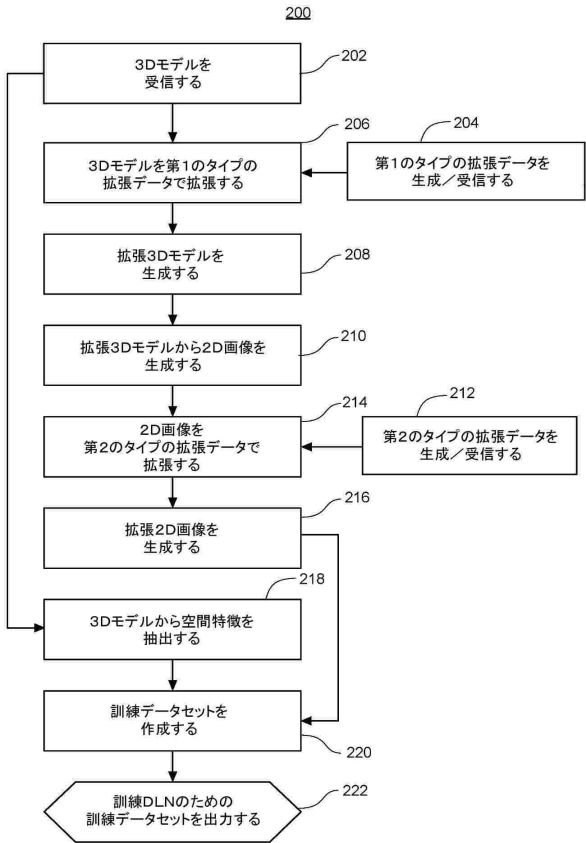 200
3Dモデルを
受信する
202
206
204
3Dモデルを第1のタイプの
拡張データで拡張する
第1のタイプの拡張データを
生成／受信する
拡張3Dモデルを
生成する
208
拡張3Dモデルから2D画像を
生成する
210
214
212
2D画像を
第2のタイプの拡張データで
拡張する
第2のタイプの拡張データを
生成／受信する
216
拡張2D画像を
生成する
218
3Dモデルから空間特徴を
抽出する
訓練データセットを
作成する
220
訓練DLNのための
訓練データセットを出力する
222